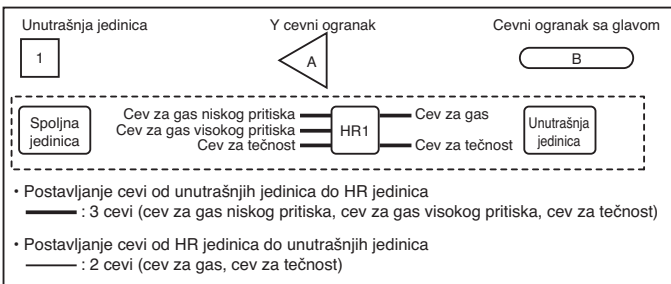 Unutrašnja jedinica
Y cevni ogranak
Cevni ogranak sa glavom
1
A
B
Spoljna jedinica
Cev za gas niskog pritiska
Cev za gas visokog pritiska
Cev za tečnost
HR1
Cev za gas
Cev za tečnost
Unutrašnja jedinica
• Postavljanje cevi od unutrašnjih jedinica do HR jedinica
: 3 cevi (cev za gas niskog pritiska, cev za gas visokog pritiska, cev za tečnost)
• Postavljanje cevi od HR jedinica do unutrašnjih jedinica
: 2 cevi (cev za gas, cev za tečnost)